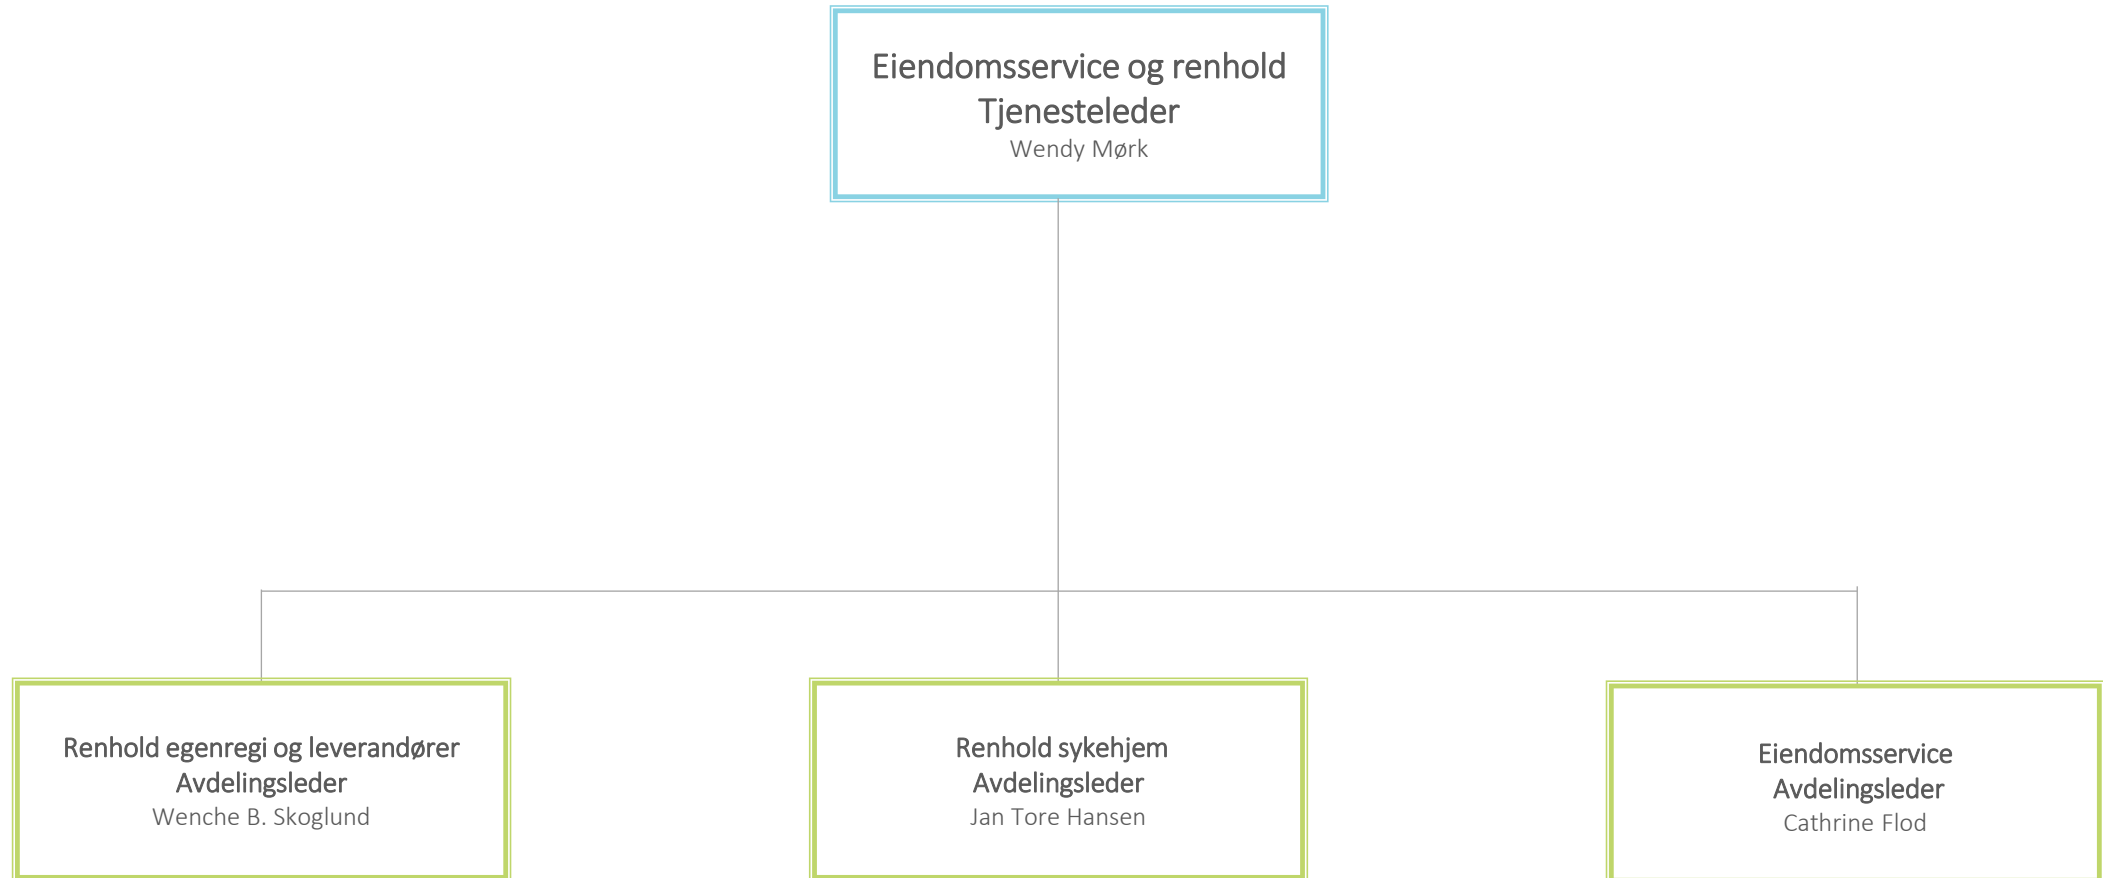 Eiendomsservice og renhold
Tjenesteleder
Wendy Mørk
Renhold egenregi og leverandører
Avdelingsleder
Wenche B. Skoglund
Renhold sykehjem
Avdelingsleder
Jan Tore Hansen
Eiendomsservice
Avdelingsleder
Cathrine Flod